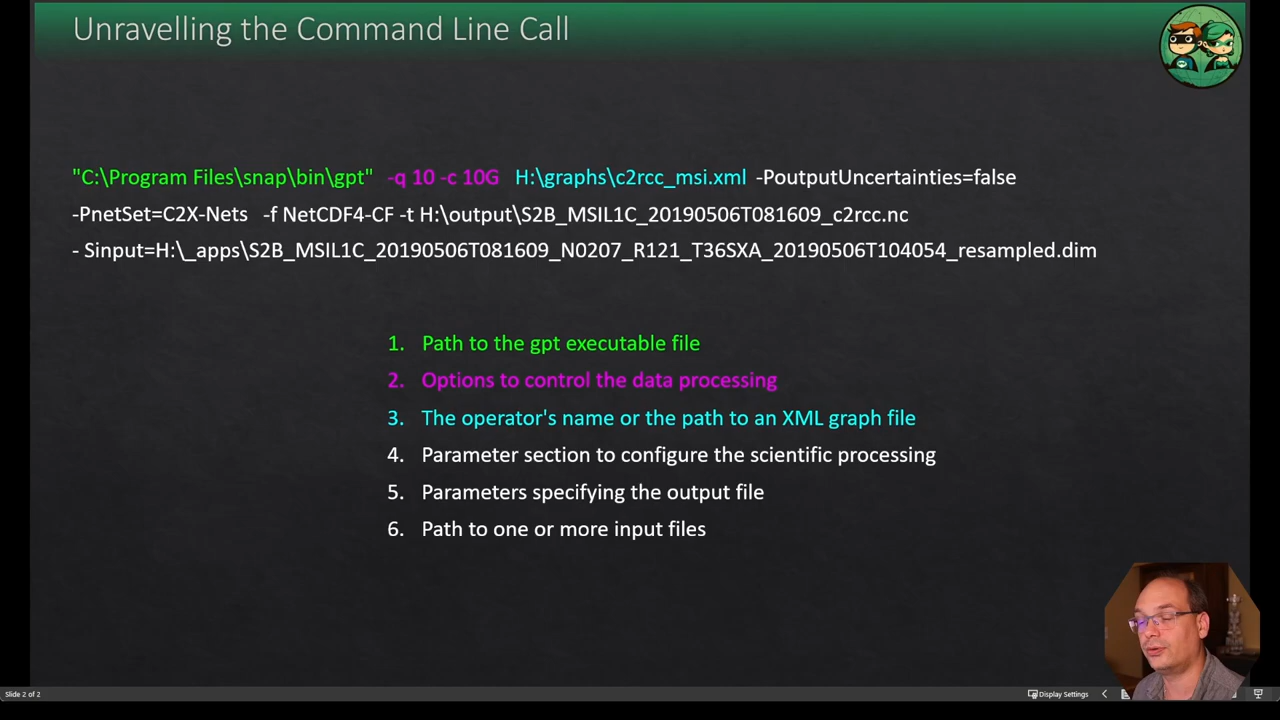 Unravelling the Command Line Call
"C:\Program Files\snap\bin\gpt" -q 10 -c 10G H:\graphs\c2rcc_msi.xml -PoutputUncertainties=false
-PnetSet=C2X-Nets -f NetCDF4-CF -t H:\output\S2B_MSIL1C_20190506T081609_c2rcc.nc
- Sinput=H:\_apps\S2B_MSIL1C_20190506T081609_N0207_R121_T36SXA_20190506T104054_resampled.dim
1. Path to the gpt executable file
2. Options to control the data processing
3. The operator's name or the path to an XML graph file
4. Parameter section to configure the scientific processing
5. Parameters specifying the output file
6. Path to one or more input files
Slide 2 of 2
Display Settings